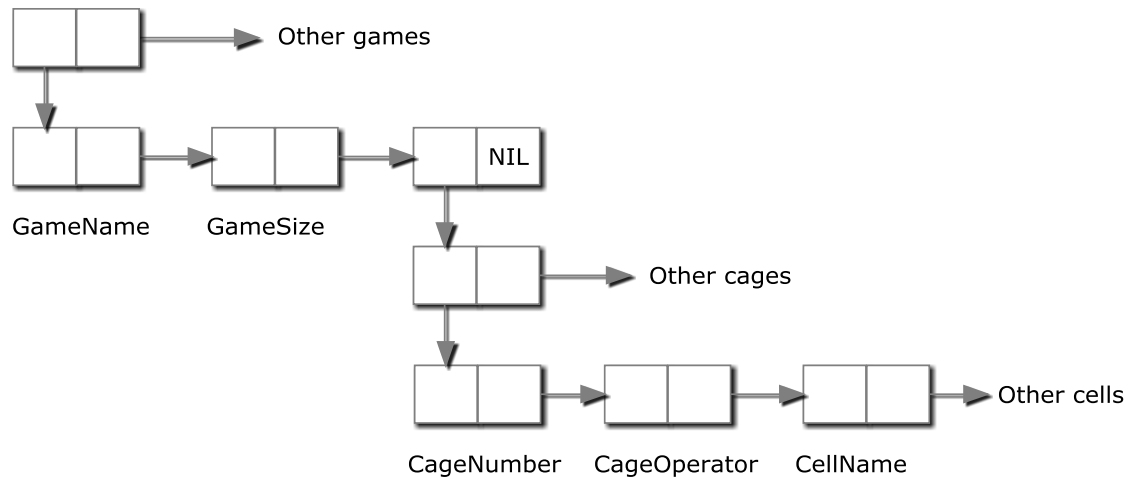 Other games
NIL
GameName
GameSize
Other cages
Other cells
CageNumber
CageOperator
CellName